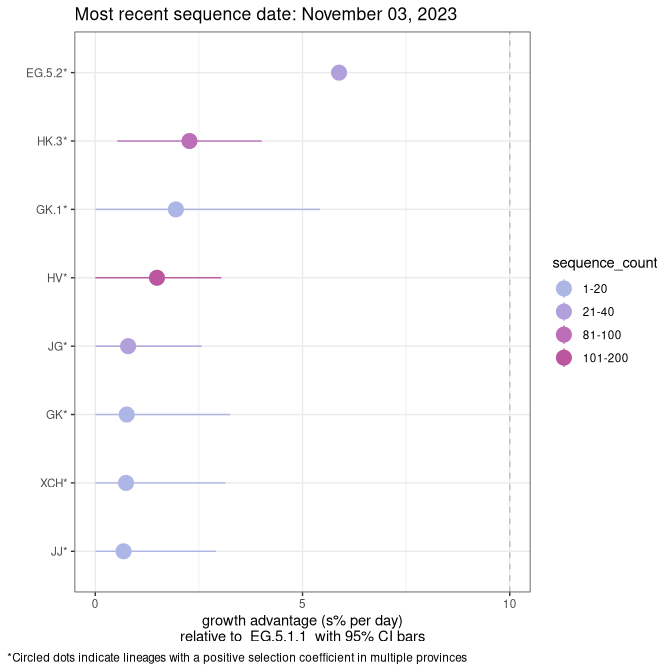 Most recent sequence date: November 03, 2023
EG.5.2*
HK.3*
GK.1*
HV*
JG*
GK*
XCH*
JJ*
0 5 10
growth advantage (s% per day)
relative to  EG.5.1.1  with 95% CI bars
sequence_count
1-20
21-40
81-100
101-200
*Circled dots indicate lineages with a positive selection coefficient in multiple provinces